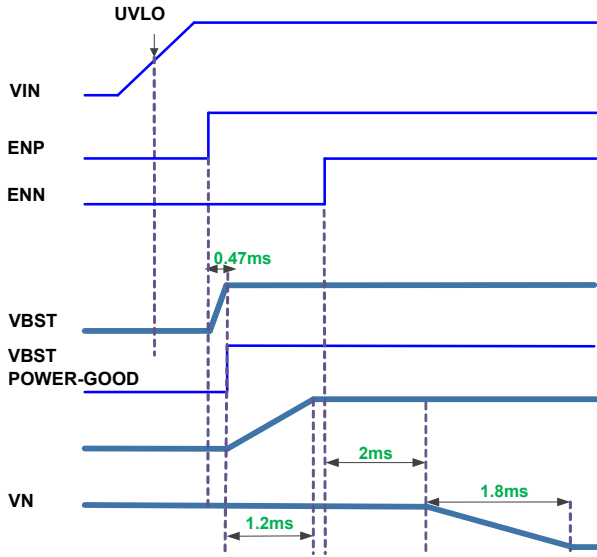 UVLO
VIN
ENP
ENN
0.47ms
VBST
VBST
POWER-GOOD
2ms
1.8ms
VN
1.2ms